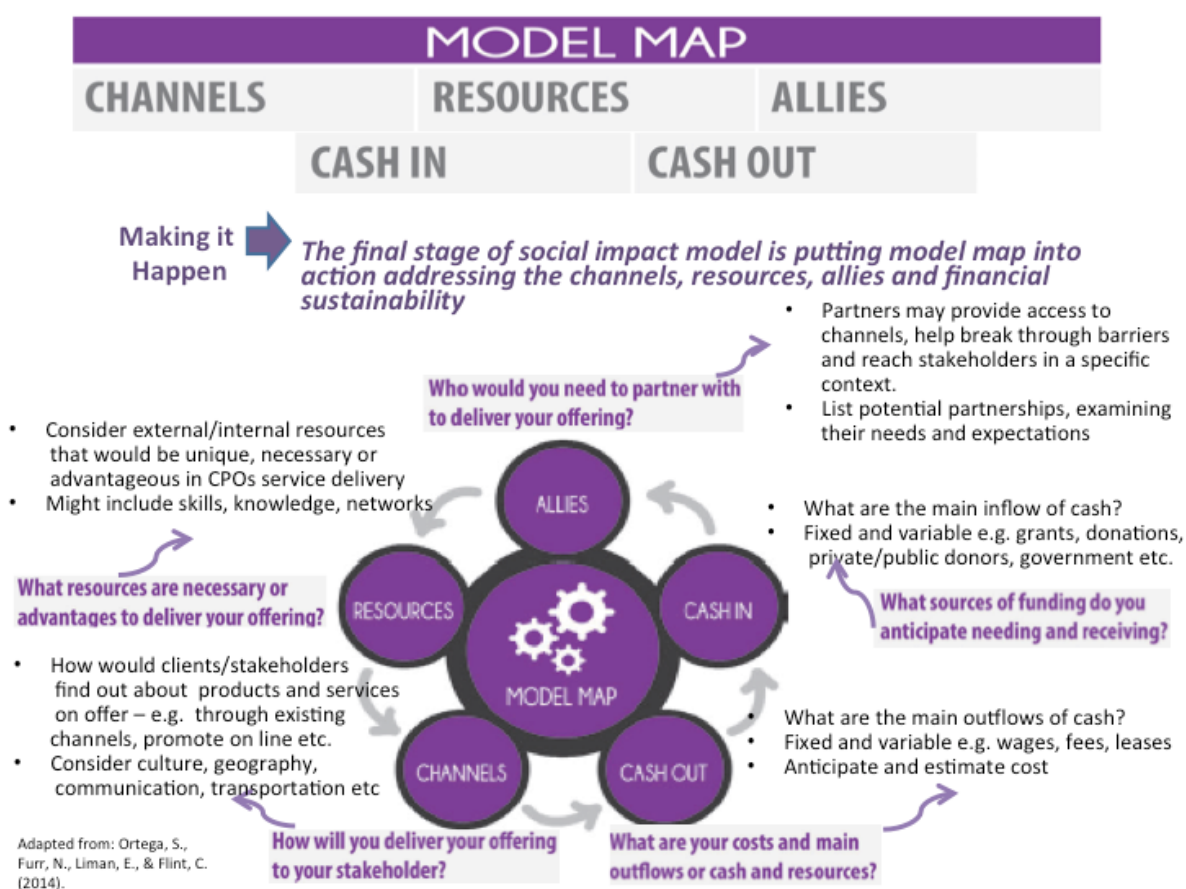 MODEL MAP
CHANNELS
RESOURCES
ALLIES
CASH IN
CASH OUT
Making it
Happen
The final stage of social impact model is putting model map into
action addressing the channels, resources, allies and financial
sustainability
• Partners may provide access to
channels, help break through barriers
and reach stakeholders in a specific
context.
• List potential partnerships, examining
their needs and expectations
Who would you need to partner with
to deliver your offering?
• Consider external/internal resources
that would be unique, necessary or
advantageous in CPOs service delivery
• Might include skills, knowledge, networks
What resources are necessary or
advantages to deliver your offering?
ALLIES
RESOURCES
CASH IN
MODEL MAP
CHANNELS
CASH OUT
• What are the main inflow of cash?
• Fixed and variable e.g. grants, donations,
private/public donors, government etc.
What sources of funding do you
anticipate needing and receiving?
• How would clients/stakeholders
find out about products and services
on offer – e.g. through existing
channels, promote on line etc.
• Consider culture, geography,
communication, transportation etc
• What are the main outflows of cash?
• Fixed and variable e.g. wages, fees, leases
• Anticipate and estimate cost
How will you deliver your offering
to your stakeholder?
What are your costs and main
outflows or cash and resources?
Adapted from: Ortega, S.,
Furr, N., Liman, E., & Flint, C.
(2014).